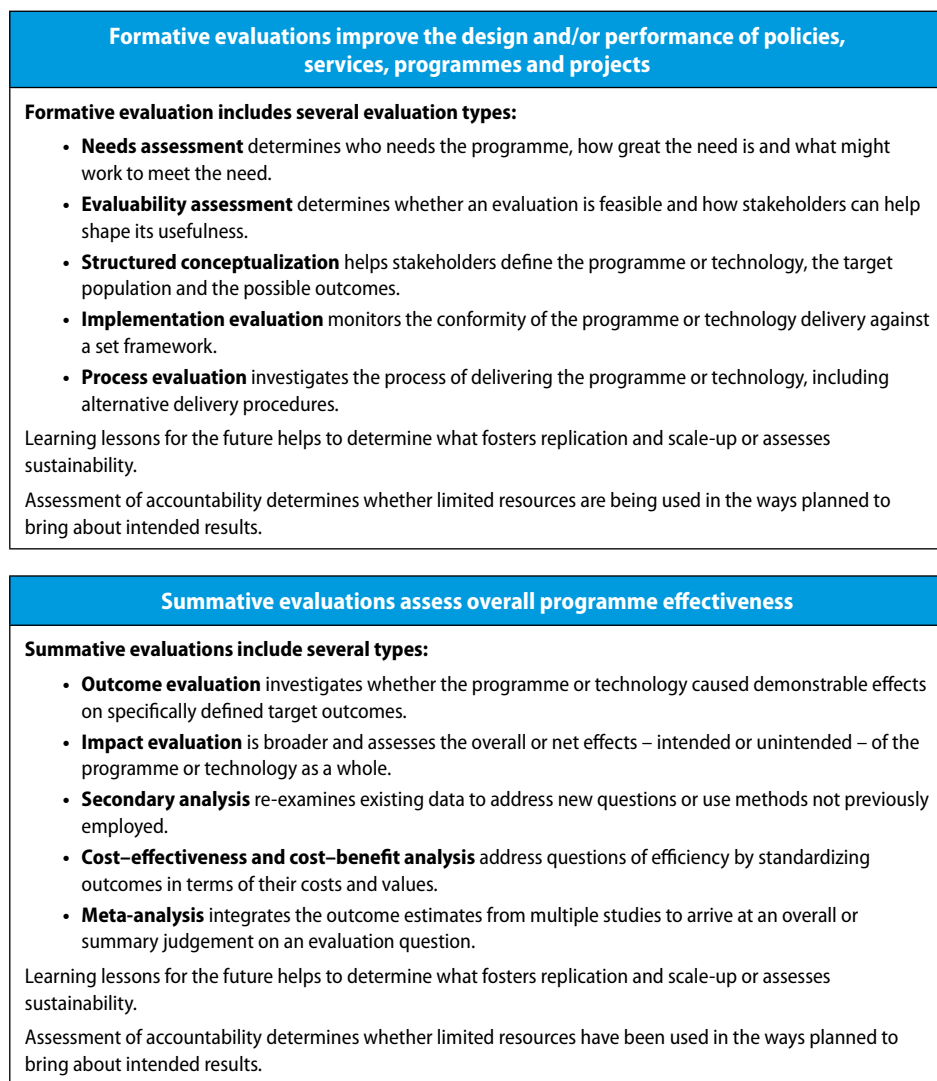 Formative evaluations improve the design and/or performance of policies,
services, programmes and projects
Formative evaluation includes several evaluation types:
• Needs assessment determines who needs the programme, how great the need is and what might
work to meet the need.
• Evaluability assessment determines whether an evaluation is feasible and how stakeholders can help
shape its usefulness.
• Structured conceptualization helps stakeholders define the programme or technology, the target
population and the possible outcomes.
• Implementation evaluation monitors the conformity of the programme or technology delivery against
a set framework.
• Process evaluation investigates the process of delivering the programme or technology, including
alternative delivery procedures.
Learning lessons for the future helps to determine what fosters replication and scale-up or assesses
sustainability.
Assessment of accountability determines whether limited resources are being used in the ways planned to
bring about intended results.
Summative evaluations assess overall programme effectiveness
Summative evaluations include several types:
• Outcome evaluation investigates whether the programme or technology caused demonstrable effects
on specifically defined target outcomes.
• Impact evaluation is broader and assesses the overall or net effects – intended or unintended – of the
programme or technology as a whole.
• Secondary analysis re-examines existing data to address new questions or use methods not previously
employed.
• Cost–effectiveness and cost–benefit analysis address questions of efficiency by standardizing
outcomes in terms of their costs and values.
• Meta-analysis integrates the outcome estimates from multiple studies to arrive at an overall or
summary judgement on an evaluation question.
Learning lessons for the future helps to determine what fosters replication and scale-up or assesses
sustainability.
Assessment of accountability determines whether limited resources have been used in the ways planned to
bring about intended results.